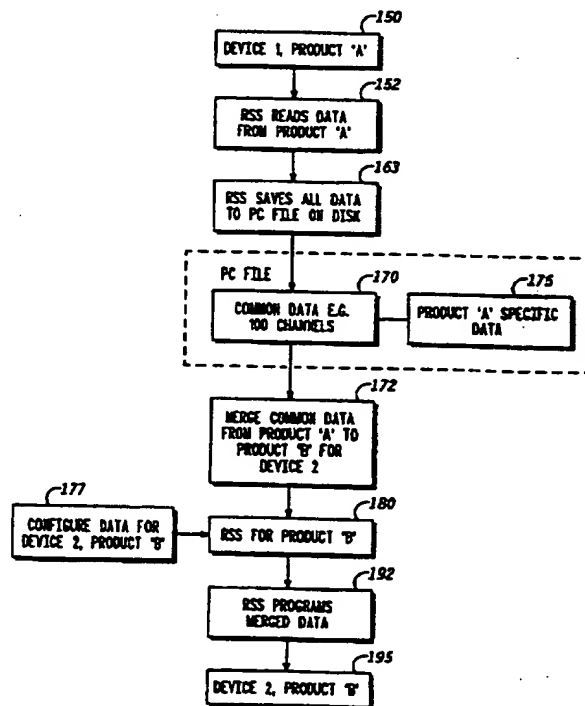 150
DEVICE 1, PRODUCT 'A'
152
RSS READS DATA
FROM PRODUCT 'A'
163
RSS SAVES ALL DATA
TO PC FILE ON DISK
PC FILE
170
COMMON DATA E.G.
100 CHANNELS
175
PRODUCT 'A' SPECIFIC
DATA
172
MERGE COMMON DATA
FROM PRODUCT 'A' TO
PRODUCT 'B' FOR
DEVICE 2
177
CONFIGURE DATA FOR
DEVICE 2, PRODUCT 'B'
180
RSS FOR PRODUCT 'B'
192
RSS PROGRAMS
MERGED DATA
195
DEVICE 2, PRODUCT 'B'